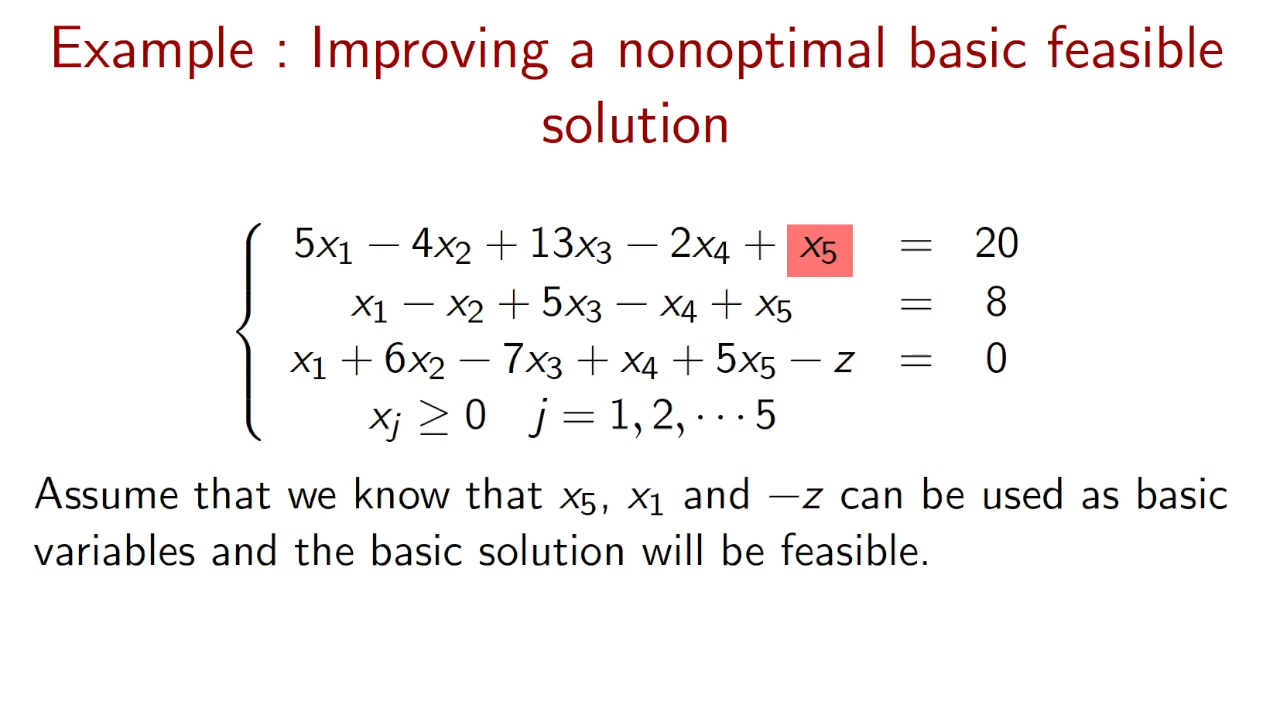 Example : Improving a nonoptimal basic feasible
solution
5x₁ − 4x₂ + 13x₃ − 2x₄ + x₅ = 20
x₁ − x₂ + 5x₃ − x₄ + x₅ = 8
x₁ + 6x₂ − 7x₃ + x₄ + 5x₅ − z = 0
xⱼ ≥ 0 j = 1, 2, ⋯ 5
Assume that we know that x₅, x₁ and −z can be used as basic
variables and the basic solution will be feasible.